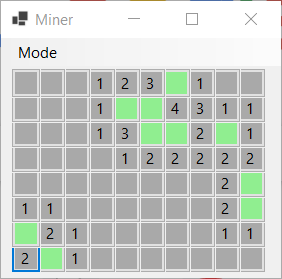 Miner
Mode
1 2 3 1
1 4 3 1 1
1 3 2 1
1 2 2 2 2 2
2
1 1 2
2 1 1 1
2 1